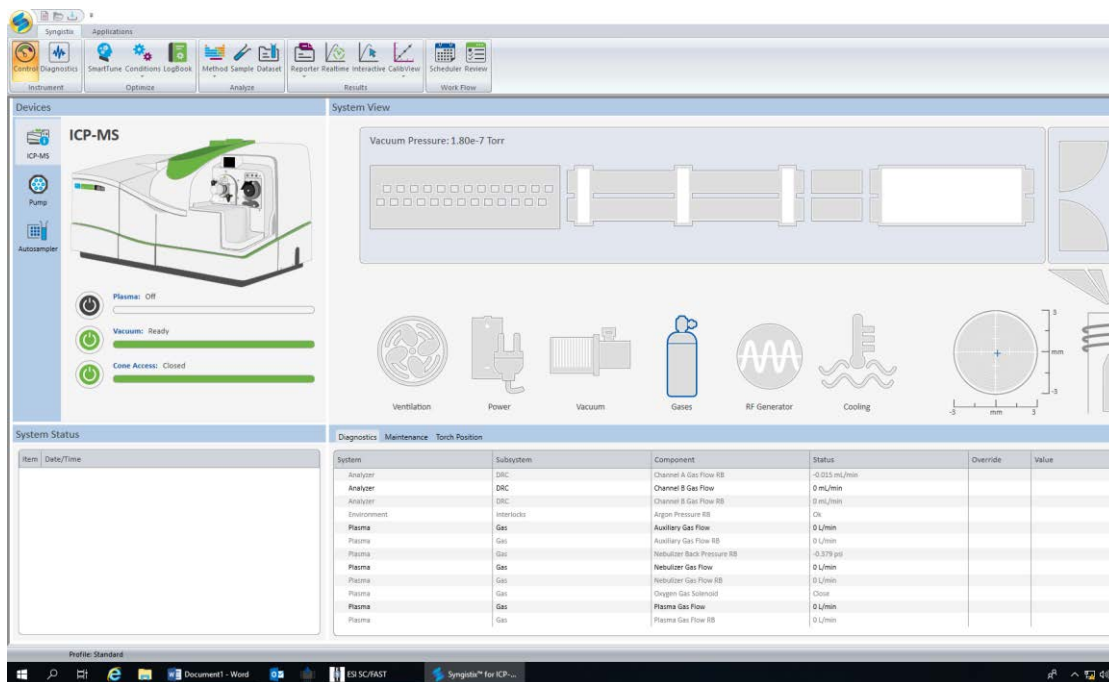 Syngistix Applications
Control Diagnostics SmartTune Conditions LogBook Method Sample Dataset Reporter Realtime Interactive CalibView Scheduler Review
Instrument Optimize Analyze Results Work Flow
Devices
ICP-MS
Pump
Autosampler
ICP-MS
Plasma: Off
Vacuum: Ready
Cone Access: Closed
System View
Vacuum Pressure: 1.80e-7 Torr
Ventilation Power Vacuum Gases RF Generator Cooling
3
mm
-3
-3 mm 3
System Status
Item Date/Time
Diagnostics Maintenance Torch Position
System Subsystem Component Status Override Value
Analyzer DRC Channel A Gas Flow RB -0.015 mL/min
Analyzer DRC Channel B Gas Flow 0 mL/min
Analyzer DRC Channel B Gas Flow RB 0 mL/min
Environment Interlocks Argon Pressure RB Ok
Plasma Gas Auxiliary Gas Flow 0 L/min
Plasma Gas Auxiliary Gas Flow RB 0 L/min
Plasma Gas Nebulizer Back Pressure RB -0.379 psi
Plasma Gas Nebulizer Gas Flow 0 L/min
Plasma Gas Nebulizer Gas Flow RB 0 L/min
Plasma Gas Oxygen Gas Solenoid Close
Plasma Gas Plasma Gas Flow 0 L/min
Plasma Gas Plasma Gas Flow RB 0 L/min
Profile: Standard
Document1 - Word ESI SC/FAST Syngistix™ for ICP-...